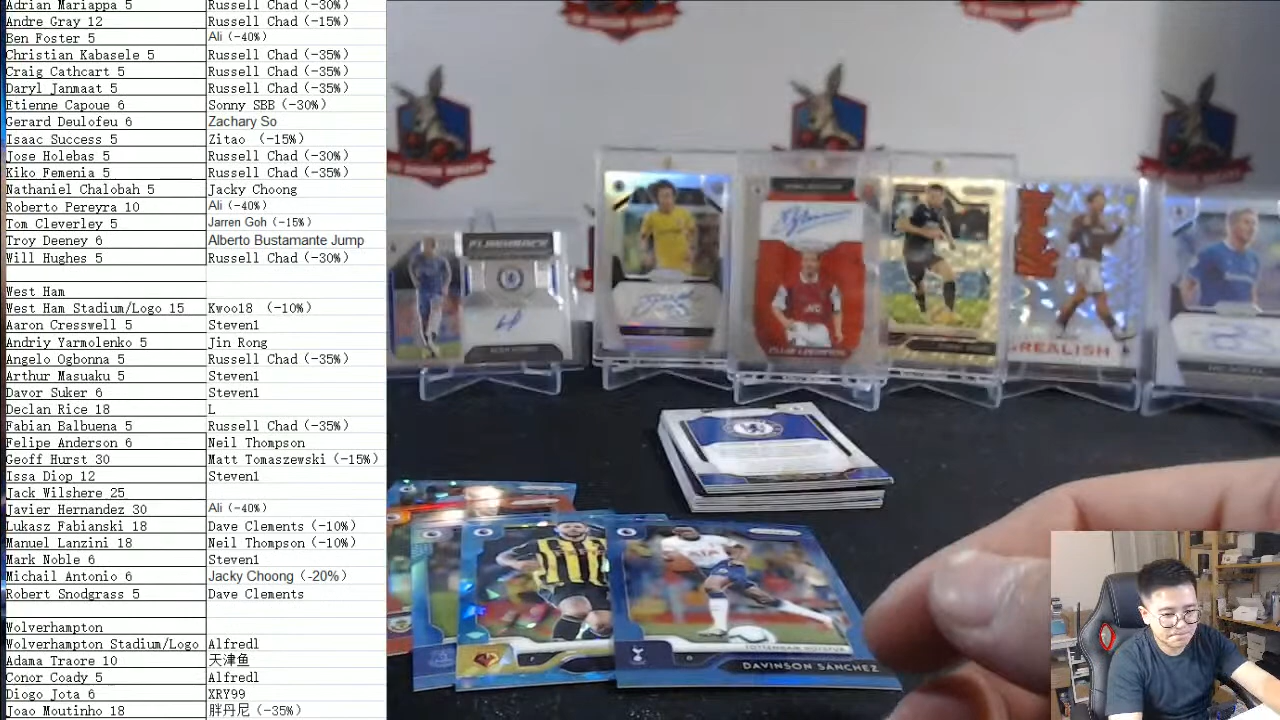 Adrian Mariappa 5 Russell Chad (-30%)
Andre Gray 12 Russell Chad (-15%)
Ben Foster 5 Ali (-40%)
Christian Kabasele 5 Russell Chad (-35%)
Craig Cathcart 5 Russell Chad (-35%)
Daryl Janmaat 5 Russell Chad (-35%)
Etienne Capoue 6 Sonny SBB (-30%)
Gerard Deulofeu 6 Zachary So
Isaac Success 5 Zitao (-15%)
Jose Holebas 5 Russell Chad (-30%)
Kiko Femenia 5 Russell Chad (-35%)
Nathaniel Chalobah 5 Jacky Choong
Roberto Pereyra 10 Ali (-40%)
Tom Cleverley 5 Jarren Goh (-15%)
Troy Deeney 6 Alberto Bustamante Jump
Will Hughes 5 Russell Chad (-30%)
West Ham
West Ham Stadium/Logo 15 Kwoo18 (-10%)
Aaron Cresswell 5 Steven1
Andriy Yarmolenko 5 Jin Rong
Angelo Ogbonna 5 Russell Chad (-35%)
Arthur Masuaku 5 Steven1
Davor Suker 6 Steven1
Declan Rice 18 L
Fabian Balbuena 5 Russell Chad (-35%)
Felipe Anderson 6 Neil Thompson
Geoff Hurst 30 Matt Tomaszewski (-15%)
Issa Diop 12 Steven1
Jack Wilshere 25
Javier Hernandez 30 Ali (-40%)
Lukasz Fabianski 18 Dave Clements (-10%)
Manuel Lanzini 18 Neil Thompson (-10%)
Mark Noble 6 Steven1
Michail Antonio 6 Jacky Choong (-20%)
Robert Snodgrass 5 Dave Clements
Wolverhampton
Wolverhampton Stadium/Logo Alfredl
Adama Traore 10 天津鱼
Conor Coady 5 Alfredl
Diogo Jota 6 XRY99
Joao Moutinho 18 胖丹尼 (-35%)
FLASHBACK
CLUB LEGENDS
GREALISH
TOTTENHAM HOTSPUR
DAVINSON SANCHEZ